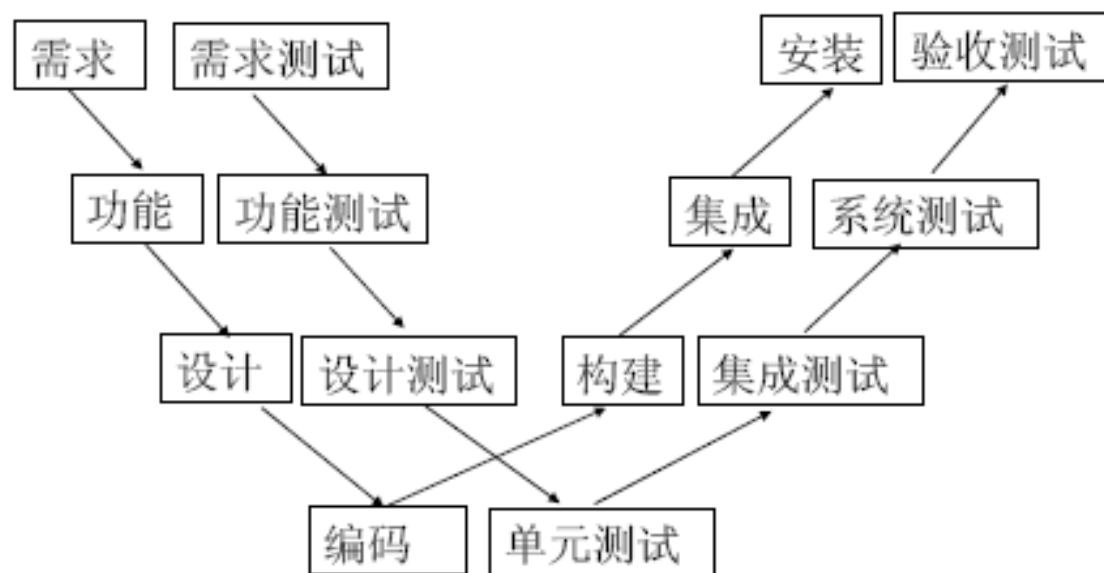 需求
需求测试
安装
验收测试
功能
功能测试
集成
系统测试
设计
设计测试
构建
集成测试
编码
单元测试